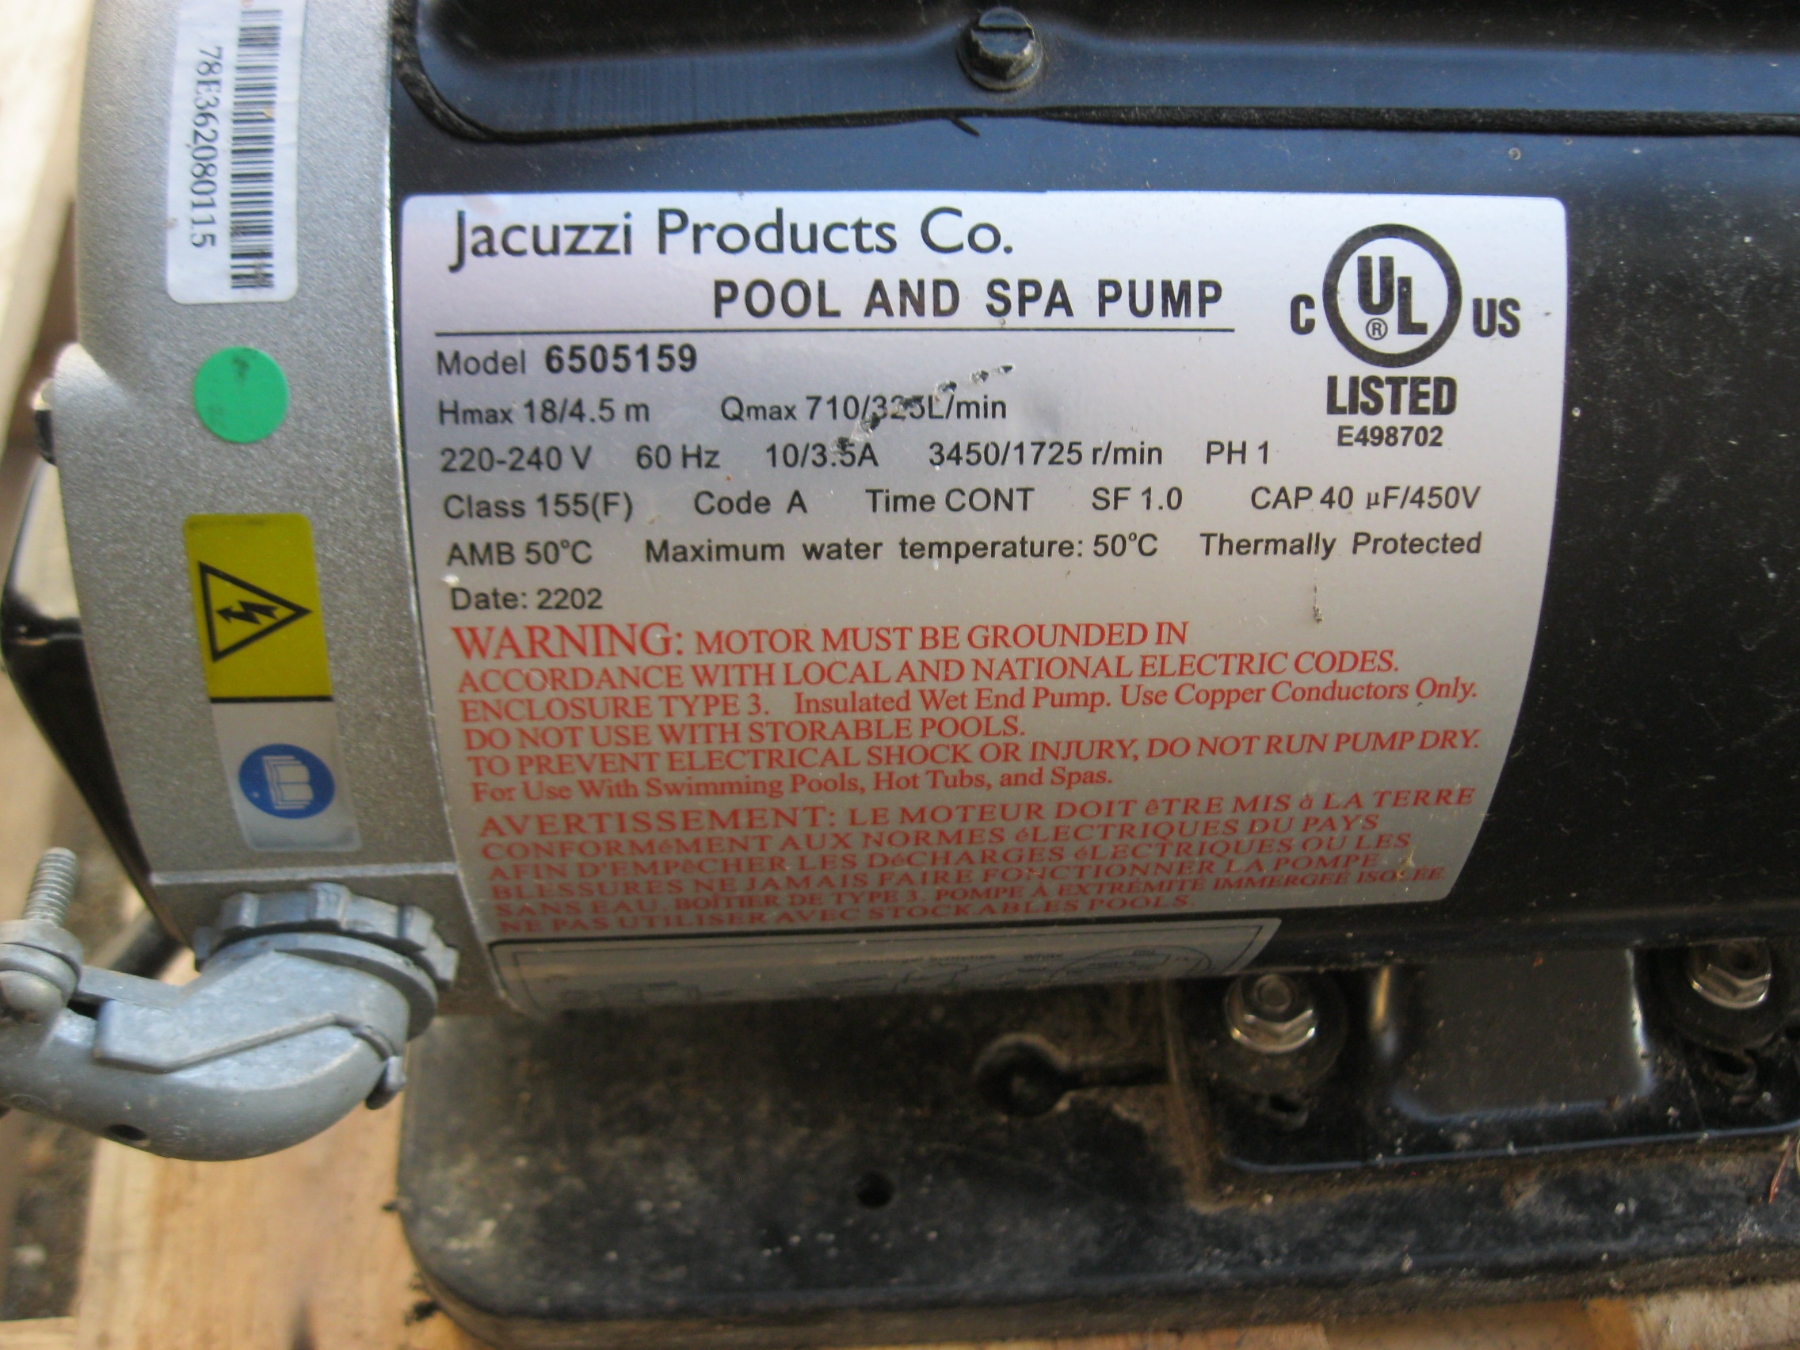 78E3620801115
Jacuzzi Products Co.
POOL AND SPA PUMP
C UL ® US
LISTED
E498702
Model 6505159
Hmax 18/4.5 m Qmax 710/325L/min
220-240 V 60 Hz 10/3.5A 3450/1725 r/min PH 1
Class 155(F) Code A Time CONT SF 1.0 CAP 40 μF/450V
AMB 50°C Maximum water temperature: 50°C Thermally Protected
Date: 2202
WARNING: MOTOR MUST BE GROUNDED IN
ACCORDANCE WITH LOCAL AND NATIONAL ELECTRIC CODES.
ENCLOSURE TYPE 3. Insulated Wet End Pump. Use Copper Conductors Only.
DO NOT USE WITH STORABLE POOLS.
TO PREVENT ELECTRICAL SHOCK OR INJURY, DO NOT RUN PUMP DRY.
For Use With Swimming Pools, Hot Tubs, and Spas.
AVERTISSEMENT: LE MOTEUR DOIT êTRE MIS à LA TERRE
CONFORMéMENT AUX NORMES éLECTRIQUES DU PAYS
AFIN D'EMPêCHER LES DéCHARGES éLECTRIQUES OU LES
BLESSURES NE JAMAIS FAIRE FONCTIONNER LA POMPE
SANS EAU. BOÎTIER DE TYPE 3. POMPE À EXTRÉMITÉ IMMERGÉE ISOLÉE
NE PAS UTILISER AVEC STOCKABLES POOLS.